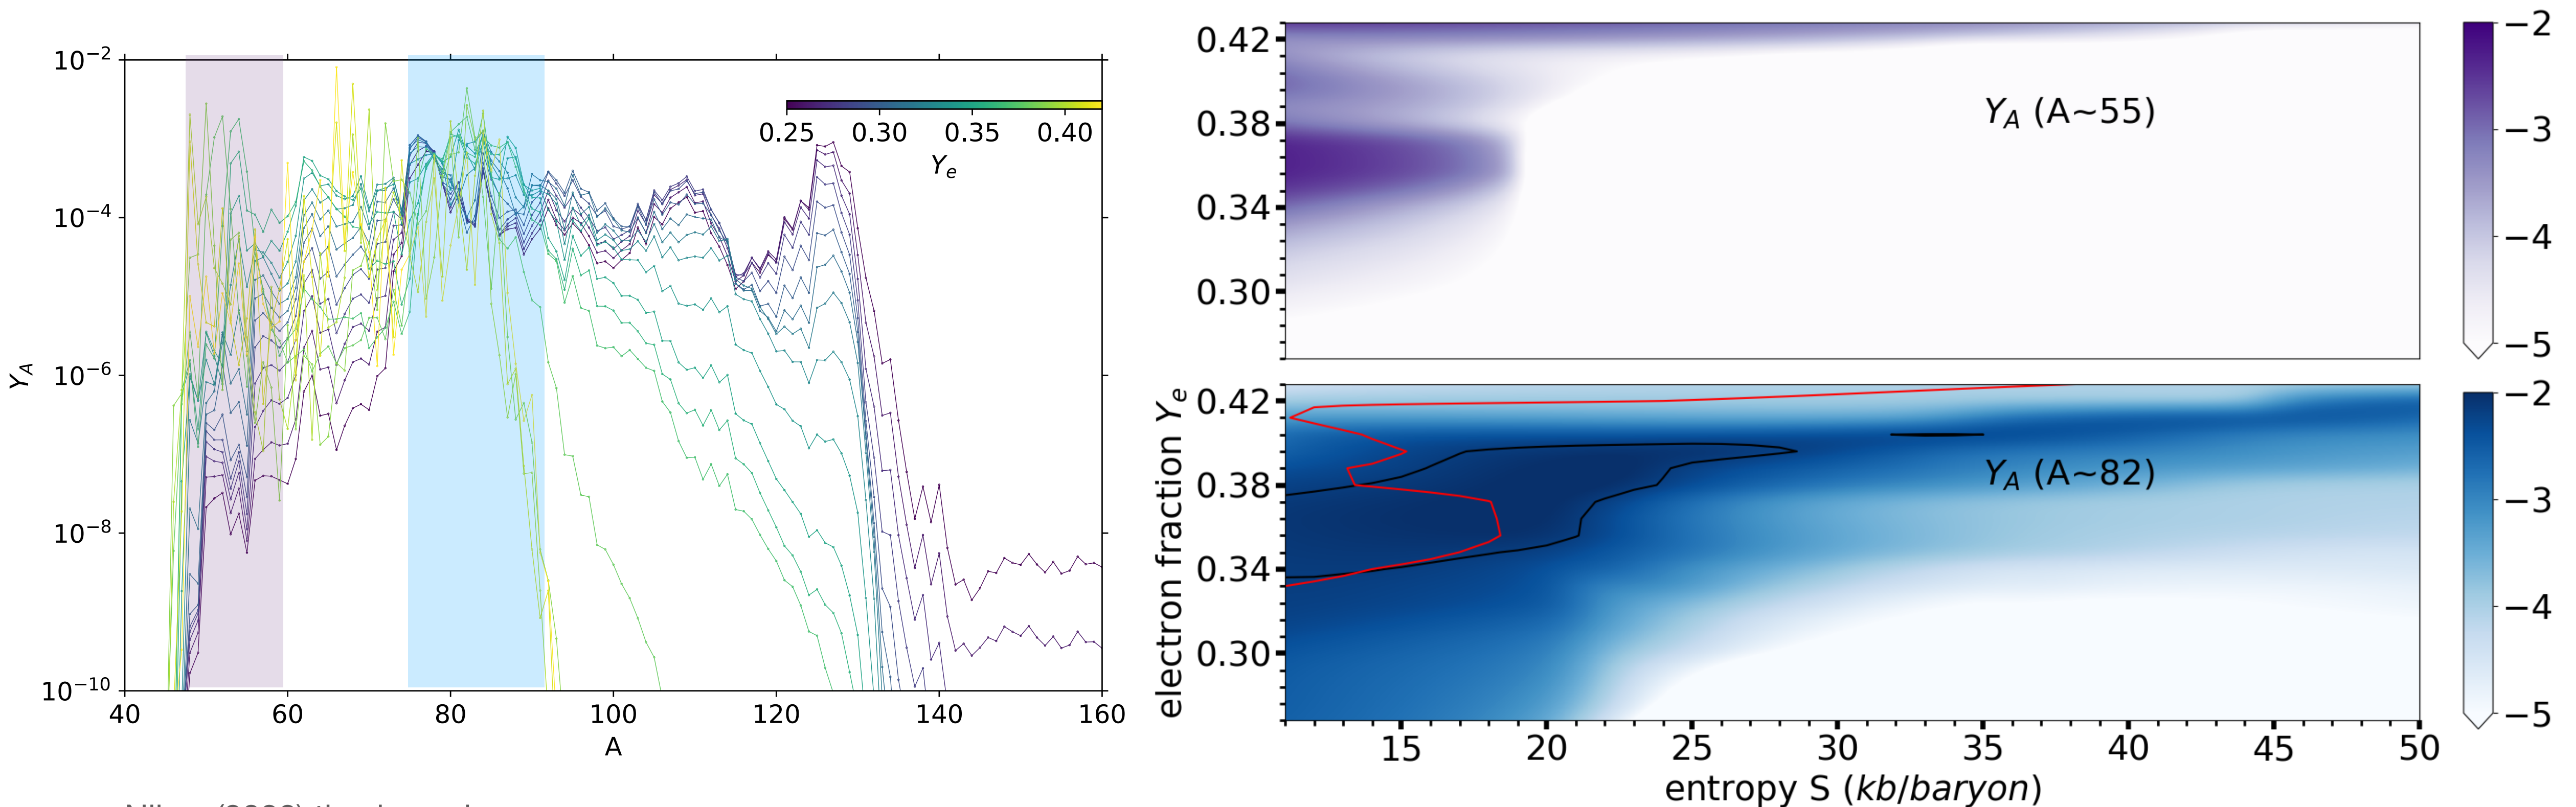 10⁻²
10⁻⁴
10⁻⁶
10⁻⁸
10⁻¹⁰
Y_A
40 60 80 100 120 140 160
A
0.25 0.30 0.35 0.40
Y_e
0.42
0.38
0.34
0.30
Y_A (A~55)
−2
−3
−4
−5
electron fraction Y_e
0.42
0.38
0.34
0.30
Y_A (A~82)
−2
−3
−4
−5
15 20 25 30 35 40 45 50
entropy S (kb/baryon)